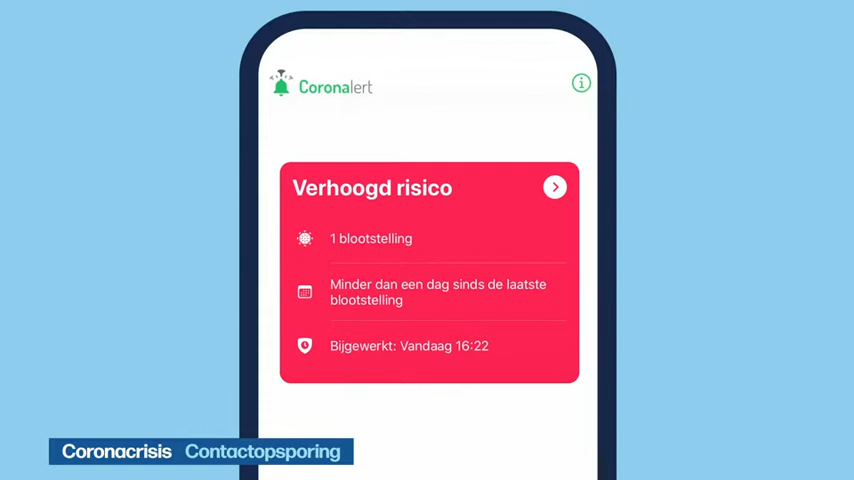 Coronalert
Verhoogd risico
1 blootstelling
Minder dan een dag sinds de laatste
blootstelling
Bijgewerkt: Vandaag 16:22
Coronacrisis Contactopsporing